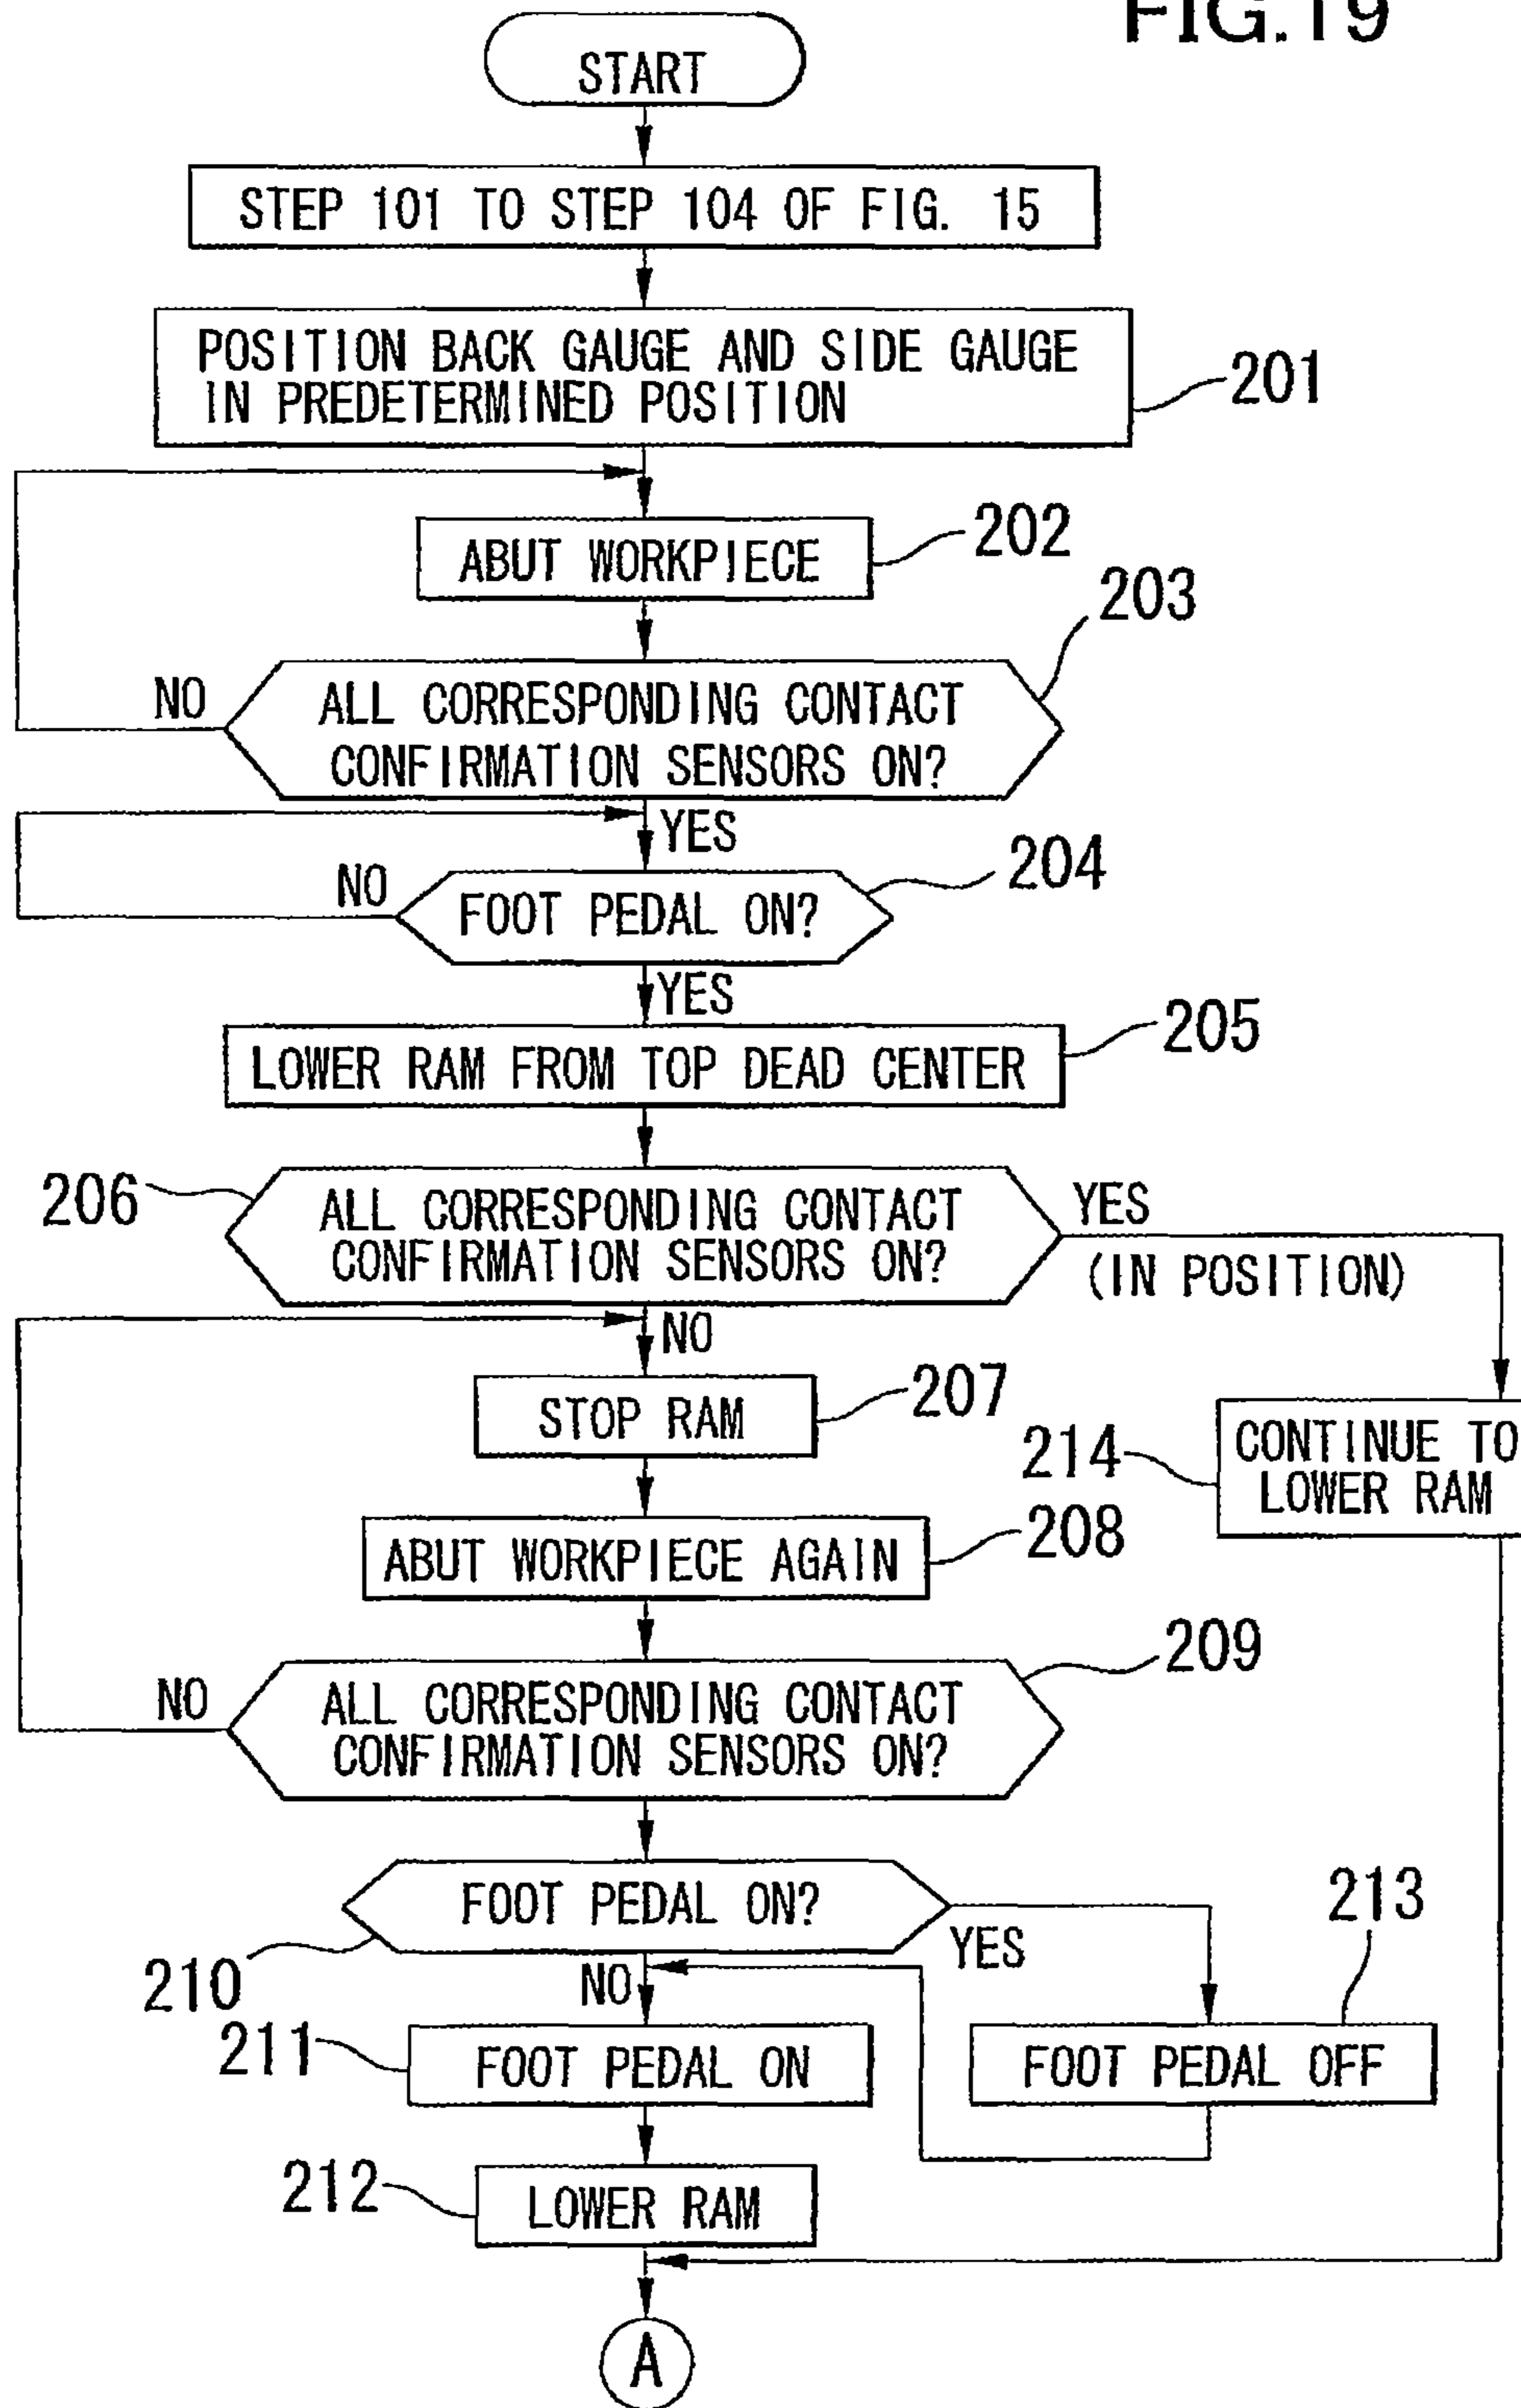 FIG.19
START
STEP 101 TO STEP 104 OF FIG. 15
POSITION BACK GAUGE AND SIDE GAUGE
IN PREDETERMINED POSITION
201
ABUT WORKPIECE
202
203
NO
ALL CORRESPONDING CONTACT
CONFIRMATION SENSORS ON?
YES
204
NO
FOOT PEDAL ON?
YES
205
LOWER RAM FROM TOP DEAD CENTER
206
ALL CORRESPONDING CONTACT
CONFIRMATION SENSORS ON?
YES
(IN POSITION)
NO
STOP RAM
207
214
CONTINUE TO
LOWER RAM
ABUT WORKPIECE AGAIN
208
209
NO
ALL CORRESPONDING CONTACT
CONFIRMATION SENSORS ON?
FOOT PEDAL ON?
213
YES
210
NO
211
FOOT PEDAL ON
FOOT PEDAL OFF
212
LOWER RAM
A